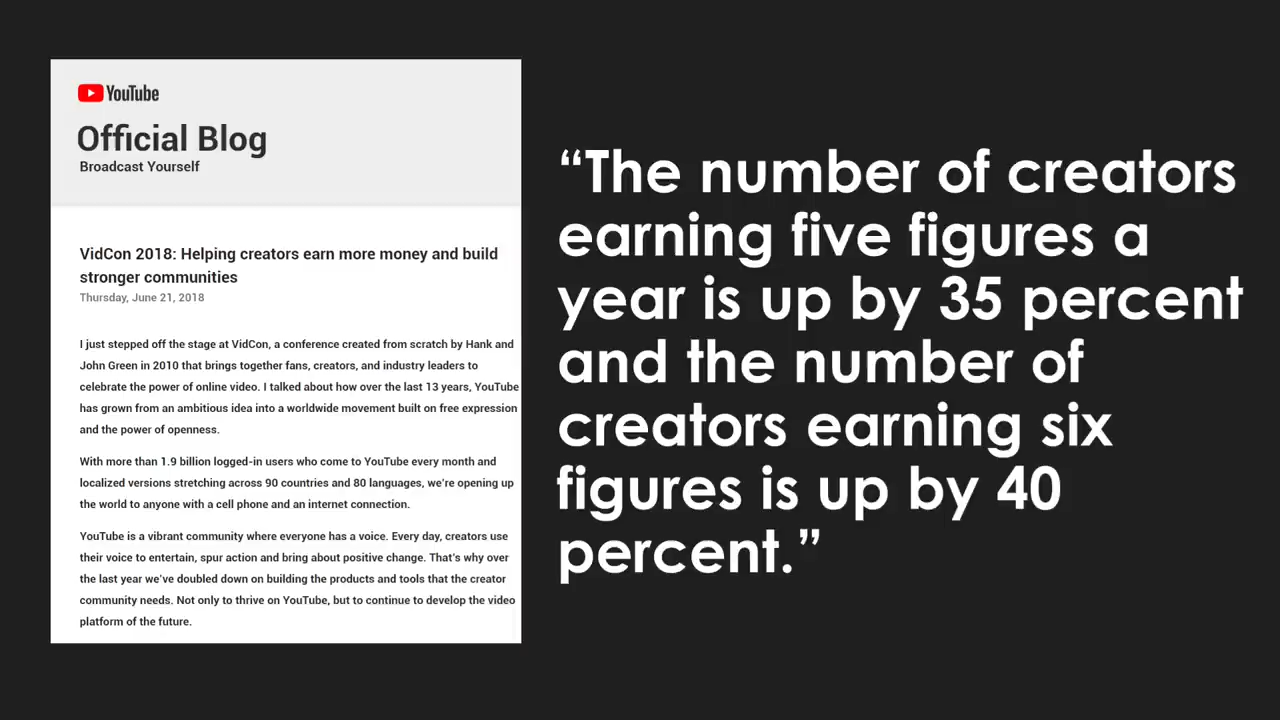 YouTube
Official Blog
Broadcast Yourself
VidCon 2018: Helping creators earn more money and build
stronger communities
Thursday, June 21, 2018
I just stepped off the stage at VidCon, a conference created from scratch by Hank and
John Green in 2010 that brings together fans, creators, and industry leaders to
celebrate the power of online video. I talked about how over the last 13 years, YouTube
has grown from an ambitious idea into a worldwide movement built on free expression
and the power of openness.
With more than 1.9 billion logged-in users who come to YouTube every month and
localized versions stretching across 90 countries and 80 languages, we're opening up
the world to anyone with a cell phone and an internet connection.
YouTube is a vibrant community where everyone has a voice. Every day, creators use
their voice to entertain, spur action and bring about positive change. That's why over
the last year we've doubled down on building the products and tools that the creator
community needs. Not only to thrive on YouTube, but to continue to develop the video
platform of the future.
“The number of creators
earning five figures a
year is up by 35 percent
and the number of
creators earning six
figures is up by 40
percent.”